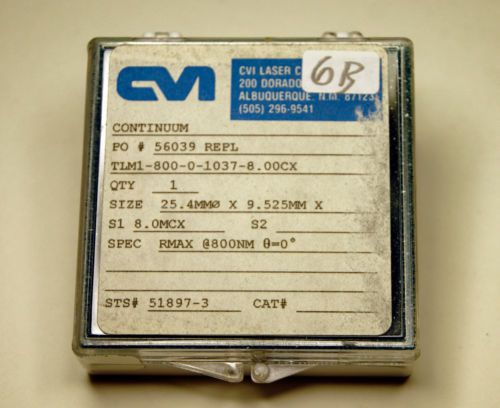 CVI
CVI LASER
200 DORADO
ALBUQUERQUE, N.M. 87123
(505) 296-9541
6B
CONTINUUM
PO # 56039 REPL
TLM1-800-0-1037-8.00CX
QTY 1
SIZE 25.4MMØ X 9.525MM X
S1 8.0MCX S2
SPEC RMAX @800NM θ=0°
STS# 51897-3 CAT#